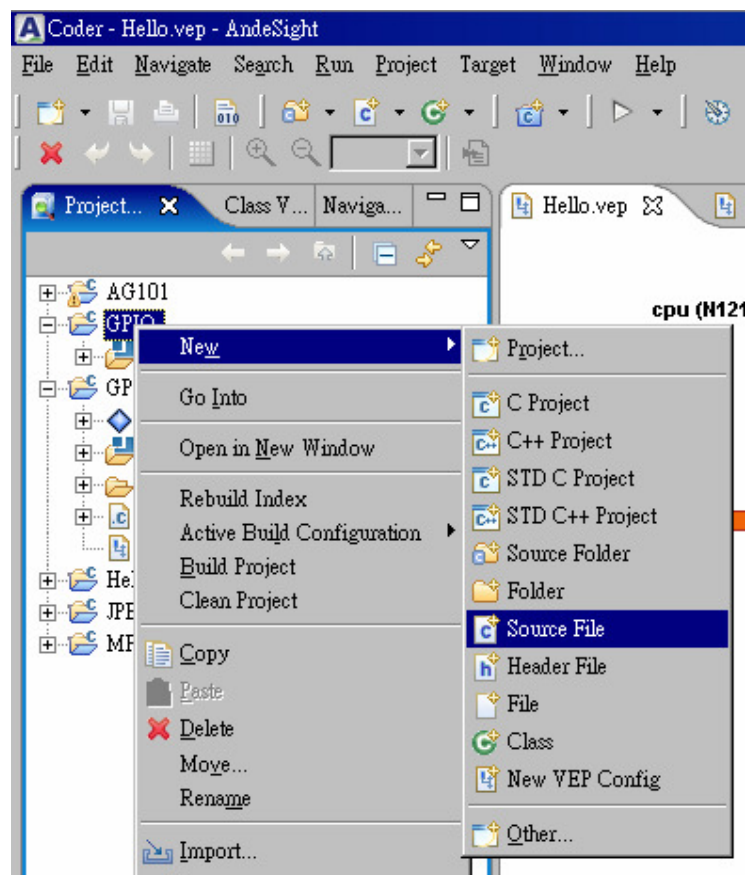 Coder - Hello.vep - AndeSight
File Edit Navigate Search Run Project Target Window Help
010
Project... Class V... Naviga...
Hello.vep
AG101
cpu (N121
GPIO
GP
.c
He
JPE
MP
New
Go Into
Open in New Window
Rebuild Index
Active Build Configuration
Build Project
Clean Project
Copy
Paste
Delete
Move...
Rename
Import...
Project...
C Project
C++ Project
STD C Project
STD C++ Project
Source Folder
Folder
Source File
Header File
File
Class
New VEP Config
Other...